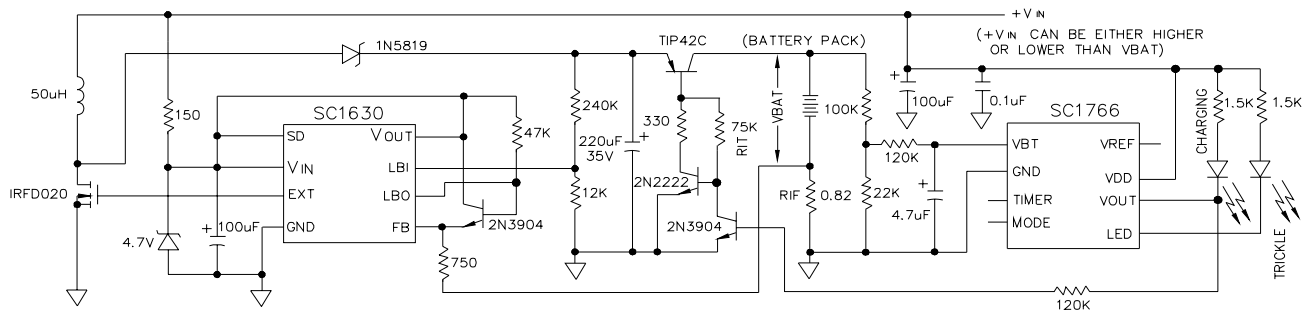 +VIN
(+VIN CAN BE EITHER HIGHER
OR LOWER THAN VBAT)
1N5819
TIP42C
(BATTERY PACK)
50uH
150
SC1630
SD
VOUT
VIN
LBI
EXT
LBO
GND
FB
47K
240K
220uF
35V
12K
330
75K
RIT
VBAT
100K
120K
100uF
0.1uF
SC1766
VBT
VREF
GND
VDD
TIMER
VOUT
MODE
LED
CHARGING
1.5K
1.5K
TRICKLE
IRFD020
4.7V
100uF
2N3904
750
2N2222
2N3904
RIF
0.82
22K
4.7uF
120K